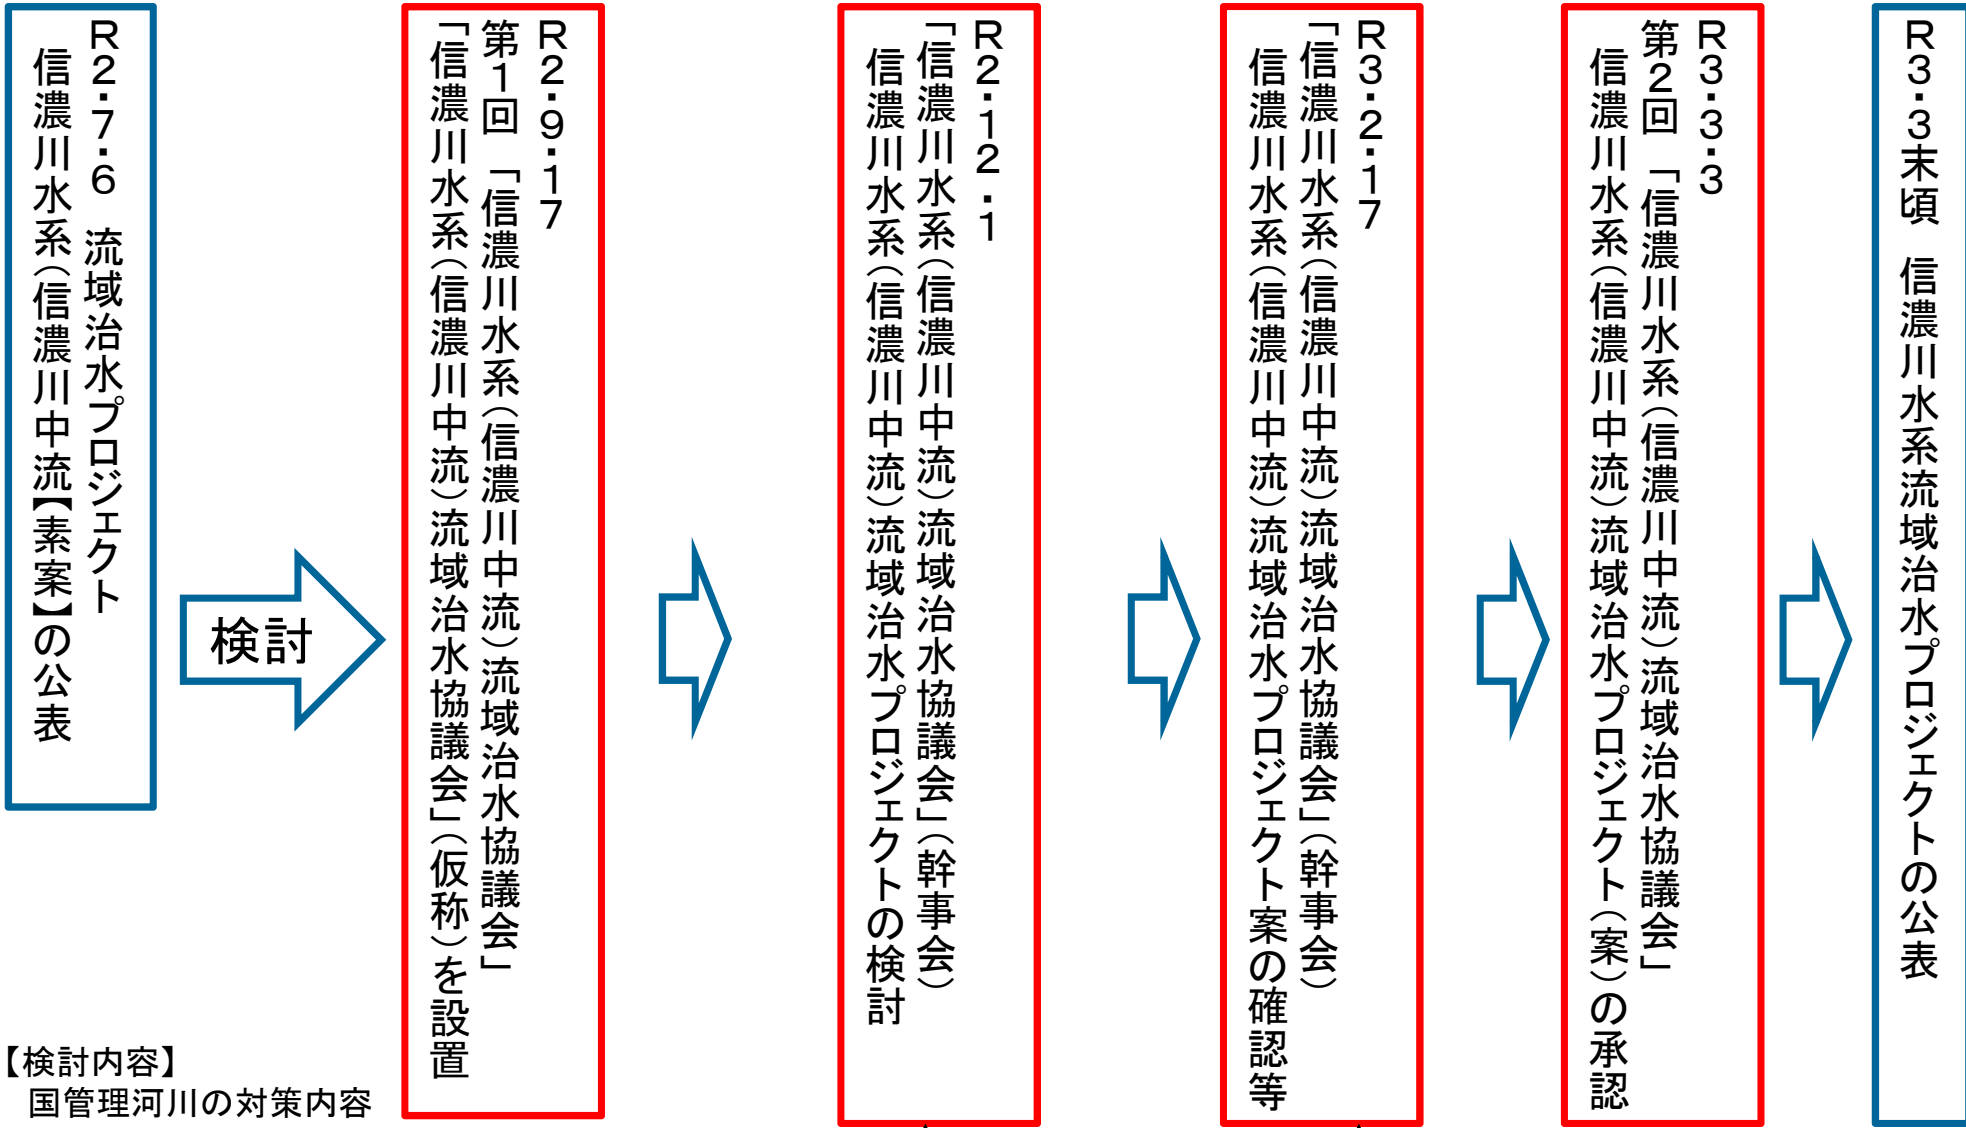 R2.7.6 流域治水プロジェクト
信濃川水系(信濃川中流【素案】の公表
検討
R2.9.17
第1回 「信濃川水系(信濃川中流)流域治水協議会」
「信濃川水系(信濃川中流)流域治水協議会」(仮称)を設置
R2.12.1
「信濃川水系(信濃川中流)流域治水協議会」(幹事会)
信濃川水系(信濃川中流)流域治水プロジェクトの検討
R3.2.17
「信濃川水系(信濃川中流)流域治水協議会」(幹事会)
信濃川水系(信濃川中流)流域治水プロジェクト案の確認等
R3.3.3
第2回 「信濃川水系(信濃川中流)流域治水協議会」
信濃川水系(信濃川中流)流域治水プロジェクト(案)の承認
R3.3末頃 信濃川水系流域治水プロジェクトの公表
【検討内容】
国管理河川の対策内容